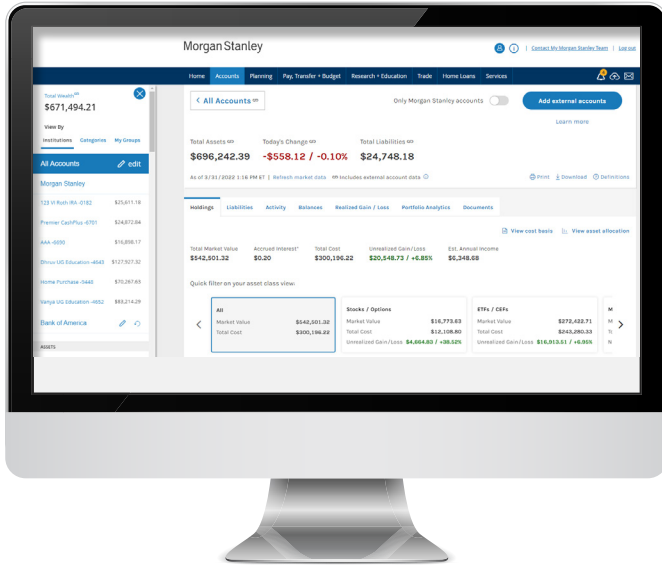 Morgan Stanley
Contact My Morgan Stanley Team | Log out
Home Accounts Planning Pay, Transfer + Budget Research + Education Trade Home Loans Services
Total Wealth
$671,494.21
View By
Institutions Categories My Groups
All Accounts edit
Morgan Stanley
$25,611.18
Premier CashPlus -6701 $24,872.84
AAA -6090 $16,898.17
Dhruv UG Education -4643 $127,927.32
Home Purchase -5440 $70,267.63
Vanya UG Education -4652 $83,214.29
Bank of America
ASSETS
< All Accounts
Only Morgan Stanley accounts
Add external accounts
Learn more
Total Assets Today's Change Total Liabilities
$696,242.39 -$558.12 / -0.10% $24,748.18
As of 3/31/2022 1:16 PM ET | Refresh market data Includes external account data
Print Download Definitions
Holdings Liabilities Activity Balances Realized Gain / Loss Portfolio Analytics Documents
View cost basis View asset allocation
Total Market Value Accrued Interest* Total Cost Unrealized Gain/Loss Est. Annual Income
$542,501.32 $0.20 $300,196.22 $20,548.73 / +6.85% $6,348.68
Quick filter on your asset class view:
All
Market Value $542,501.32
Total Cost $300,196.22
Stocks / Options
Market Value $16,773.63
Total Cost $12,108.80
Unrealized Gain/Loss $4,664.83 / +38.52%
ETFs / CEFs
Market Value $272,422.71
Total Cost $243,280.33
Unrealized Gain/Loss $16,913.51 / +6.95%